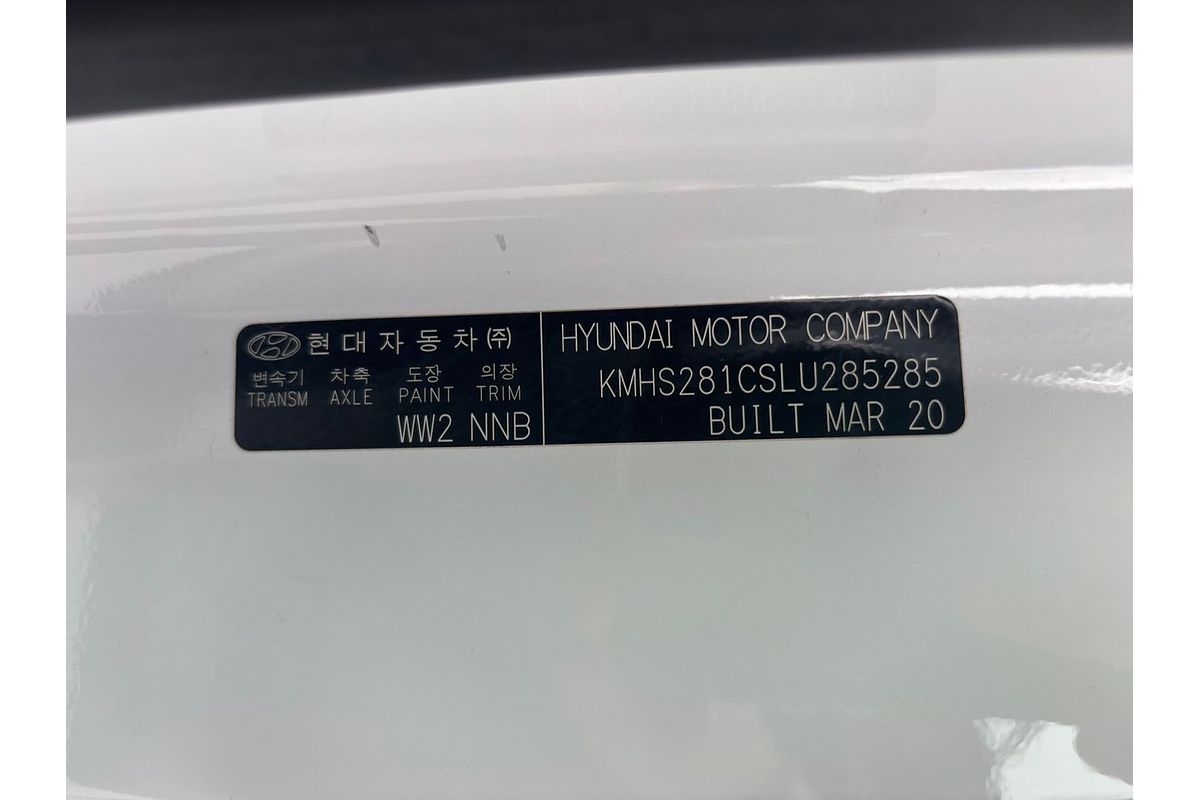 현대자동차(주)
변속기 차축 도장 의장
TRANSM AXLE PAINT TRIM
WW2 NNB
HYUNDAI MOTOR COMPANY
KMHS281CSLU285285
BUILT MAR 20